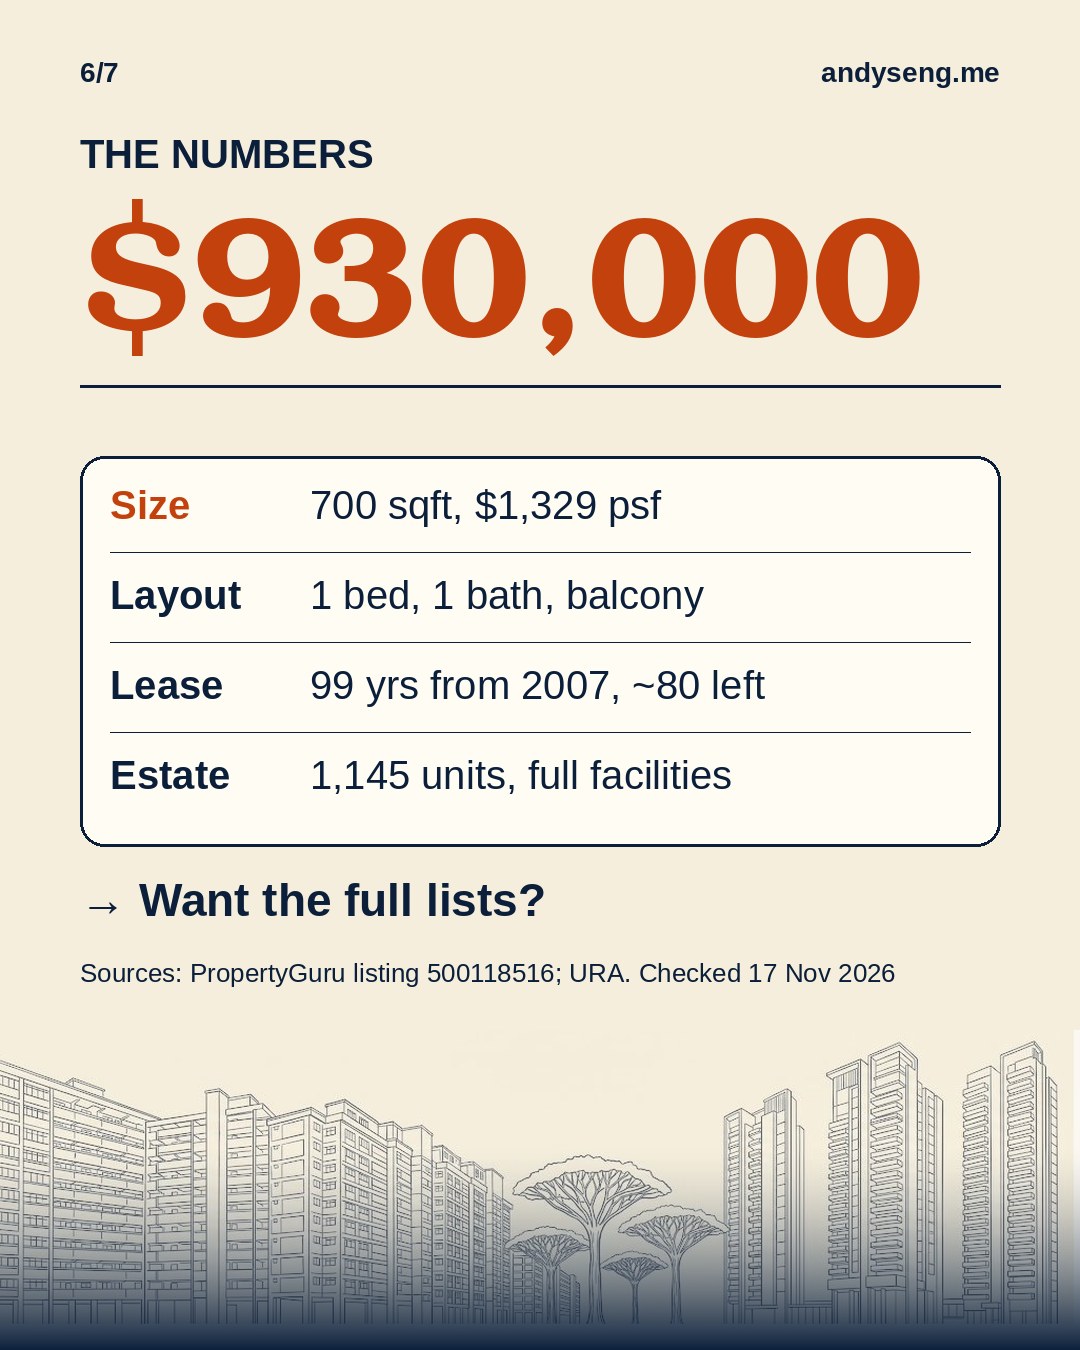 6/7
andyseng.me
THE NUMBERS
$930,000
Size 700 sqft, $1,329 psf
Layout 1 bed, 1 bath, balcony
Lease 99 yrs from 2007, ~80 left
Estate 1,145 units, full facilities
→ Want the full lists?
Sources: PropertyGuru listing 500118516; URA. Checked 17 Nov 2026